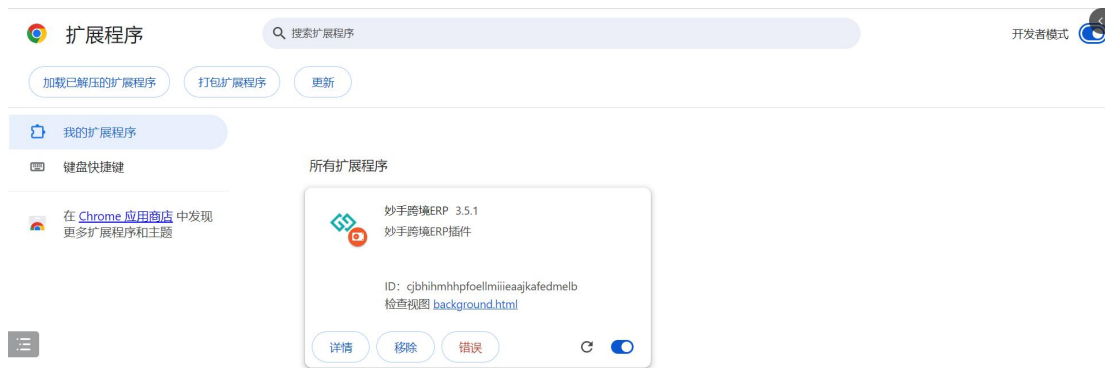 扩展程序
搜索扩展程序
开发者模式
加载已解压的扩展程序
打包扩展程序
更新
我的扩展程序
键盘快捷键
在 Chrome 应用商店 中发现
更多扩展程序和主题
所有扩展程序
妙手跨境ERP 3.5.1
妙手跨境ERP插件
ID：cjbhihmhhpfoellmiiieaajkafedmelb
检查视图 background.html
详情
移除
错误